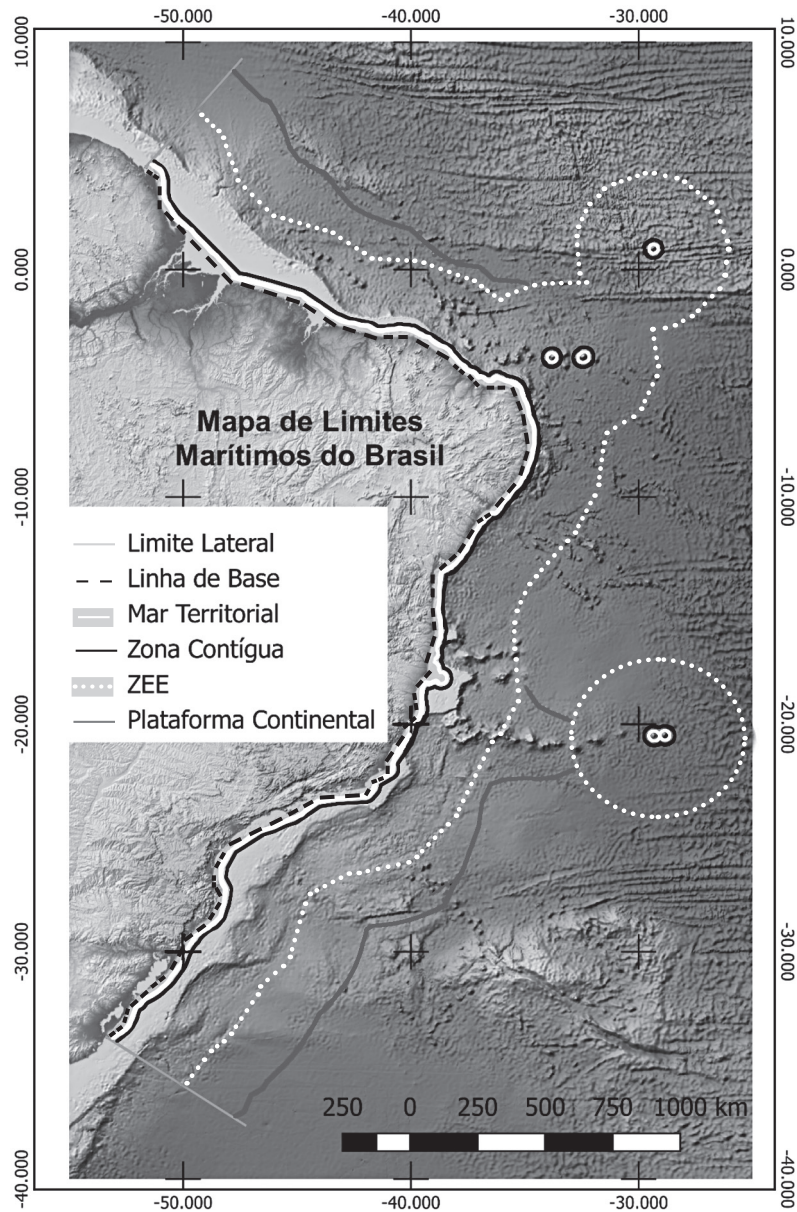 -50.000 -40.000 -30.000
10.000 10.000
0.000 0.000
Mapa de Limites
Marítimos do Brasil
-10.000 -10.000
Limite Lateral
Linha de Base
Mar Territorial
Zona Contígua
ZEE
Plataforma Continental
-20.000 -20.000
-30.000 -30.000
250 0 250 500 750 1000 km
-40.000 -40.000
-50.000 -40.000 -30.000